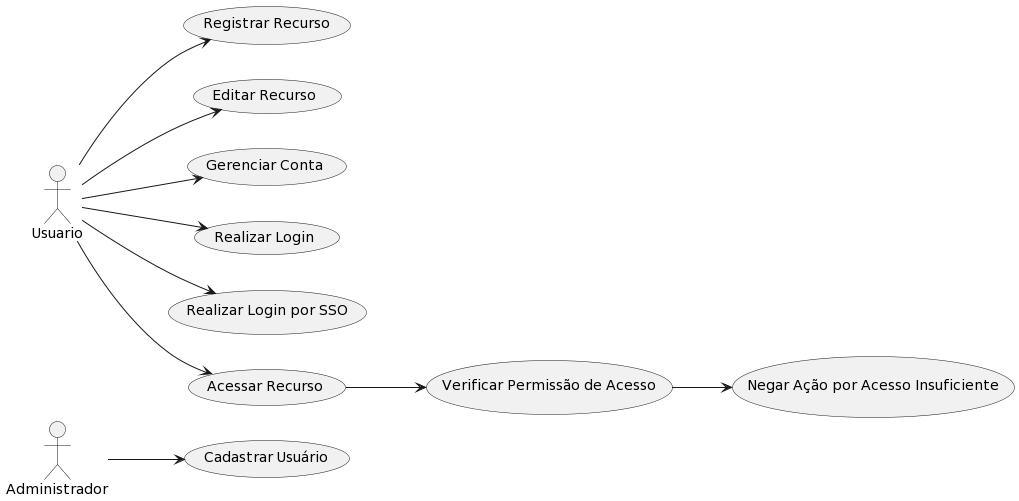 Registrar Recurso
Editar Recurso
Gerenciar Conta
Usuario
Realizar Login
Realizar Login por SSO
Acessar Recurso
Verificar Permissão de Acesso
Negar Ação por Acesso Insuficiente
Administrador
Cadastrar Usuário